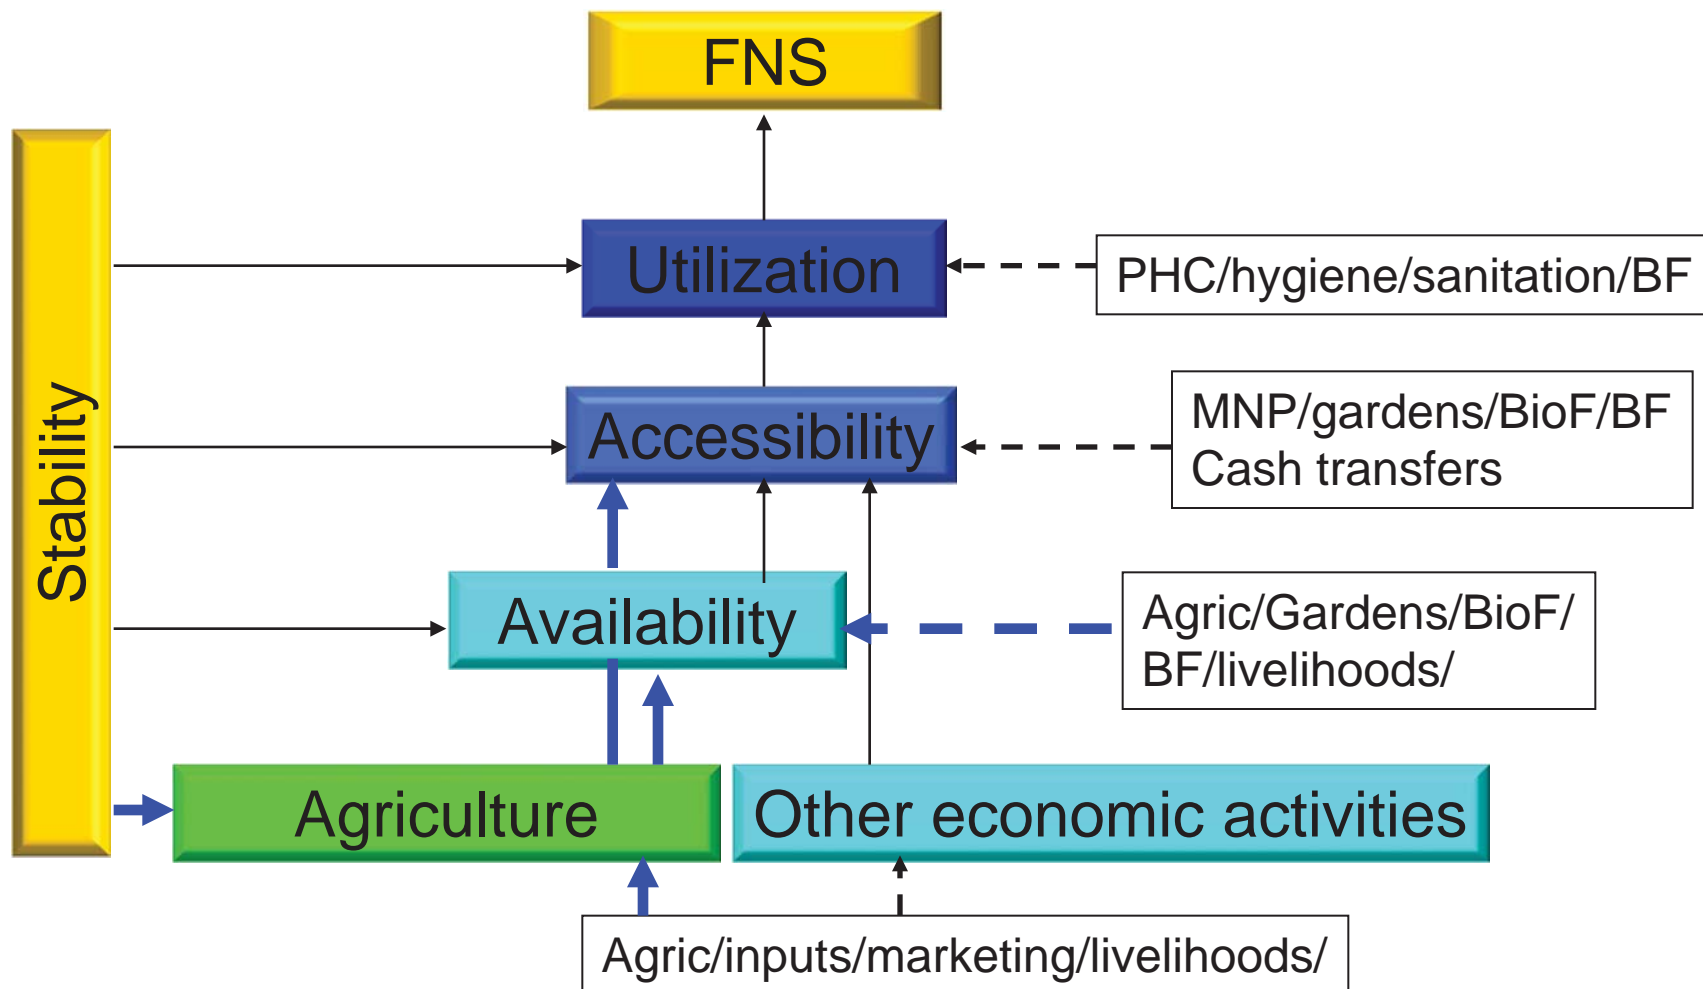 FNS
Utilization
PHC/hygiene/sanitation/BF
Stability
Accessibility
MNP/gardens/BioF/BF
Cash transfers
Availability
Agric/Gardens/BioF/
BF/livelihoods/
Agriculture
Other economic activities
Agric/inputs/marketing/livelihoods/